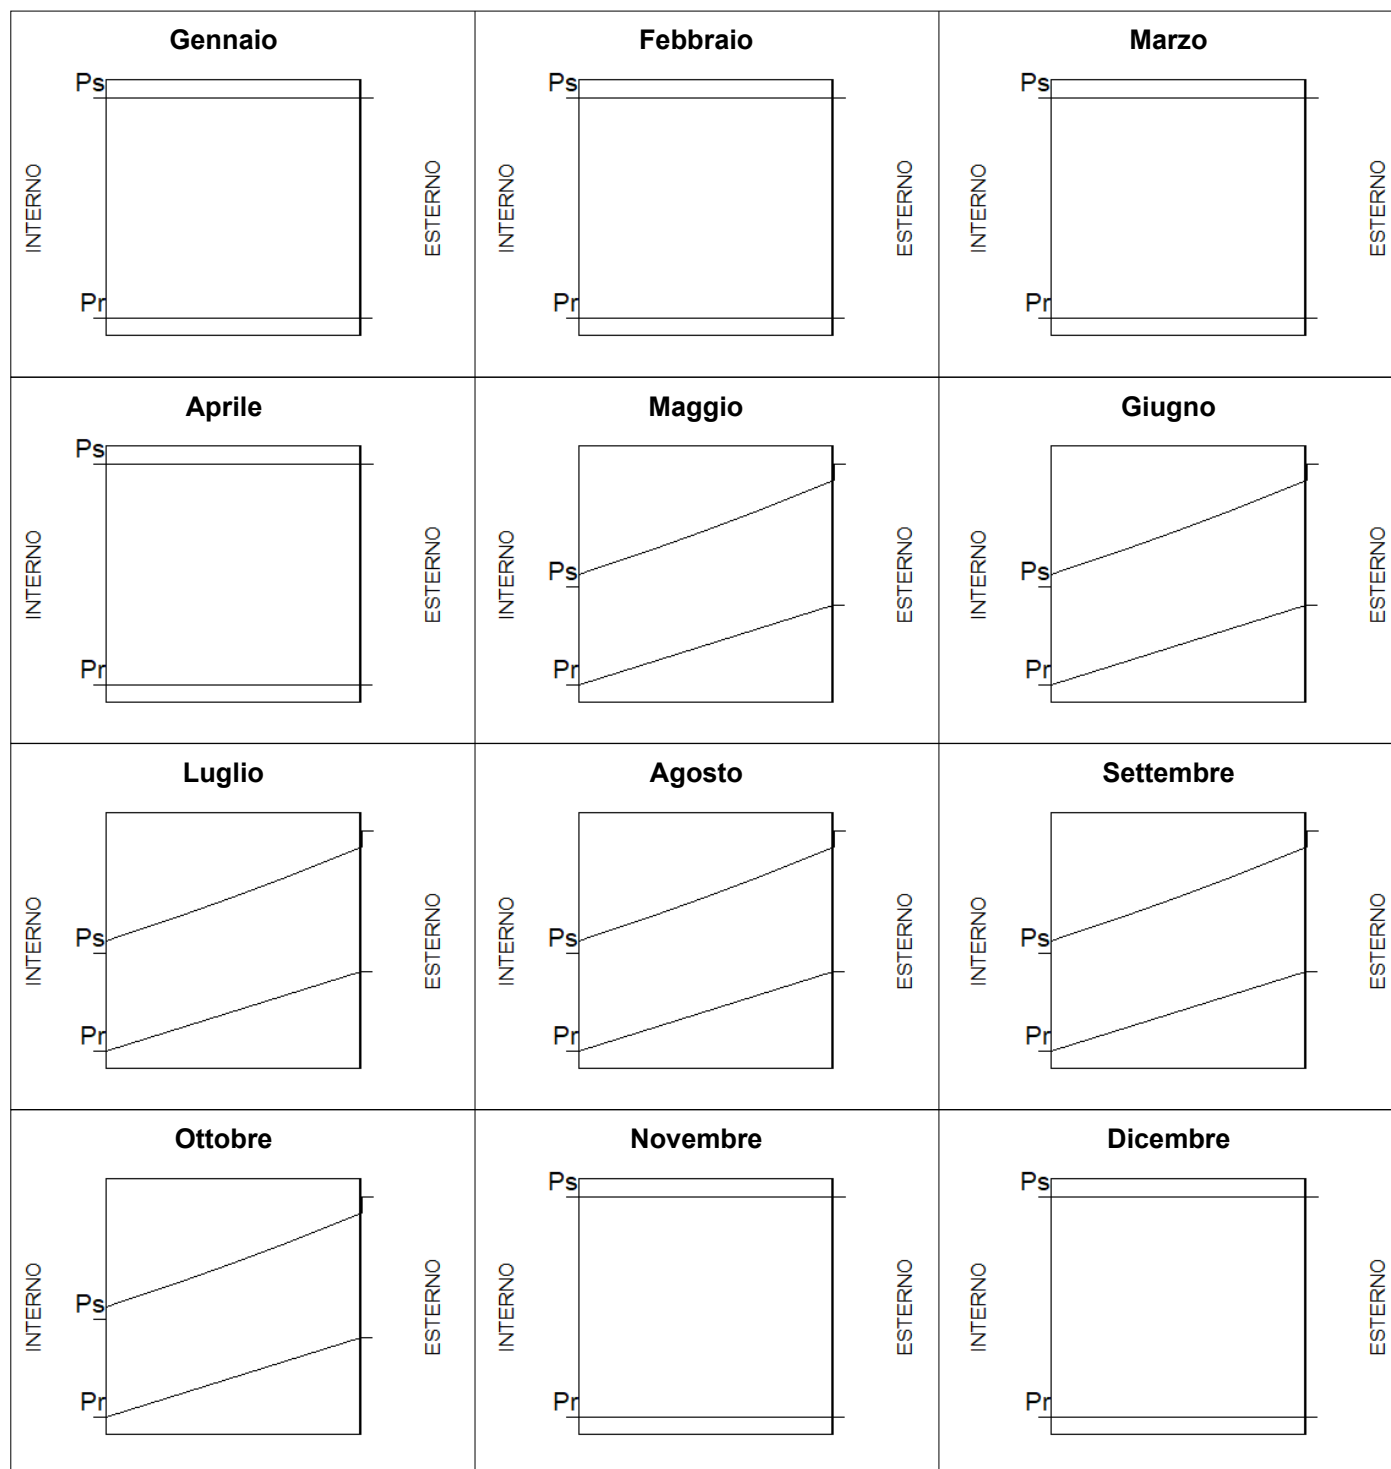 Gennaio
Febbraio
Marzo
Ps
Ps
Ps
INTERNO
ESTERNO
INTERNO
ESTERNO
INTERNO
ESTERNO
Pr
Pr
Pr
Aprile
Maggio
Giugno
Ps
INTERNO
ESTERNO
INTERNO
ESTERNO
INTERNO
ESTERNO
Ps
Ps
Pr
Pr
Pr
Luglio
Agosto
Settembre
INTERNO
ESTERNO
INTERNO
ESTERNO
INTERNO
ESTERNO
Ps
Ps
Ps
Pr
Pr
Pr
Ottobre
Novembre
Dicembre
Ps
Ps
INTERNO
ESTERNO
INTERNO
ESTERNO
INTERNO
ESTERNO
Ps
Pr
Pr
Pr